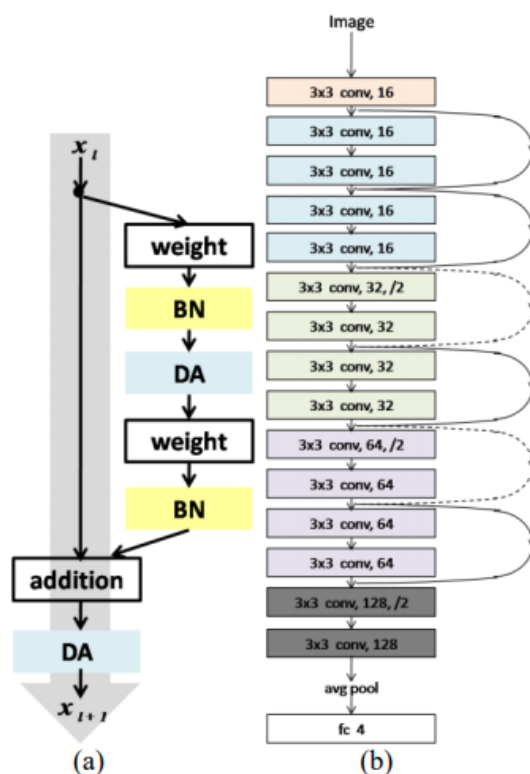 x l
weight
BN
DA
weight
BN
addition
DA
x l+1
(a)
Image
3x3 conv, 16
3x3 conv, 16
3x3 conv, 16
3x3 conv, 16
3x3 conv, 16
3x3 conv, 32, /2
3x3 conv, 32
3x3 conv, 32
3x3 conv, 32
3x3 conv, 64, /2
3x3 conv, 64
3x3 conv, 64
3x3 conv, 64
3x3 conv, 128, /2
3x3 conv, 128
avg pool
fc 4
(b)